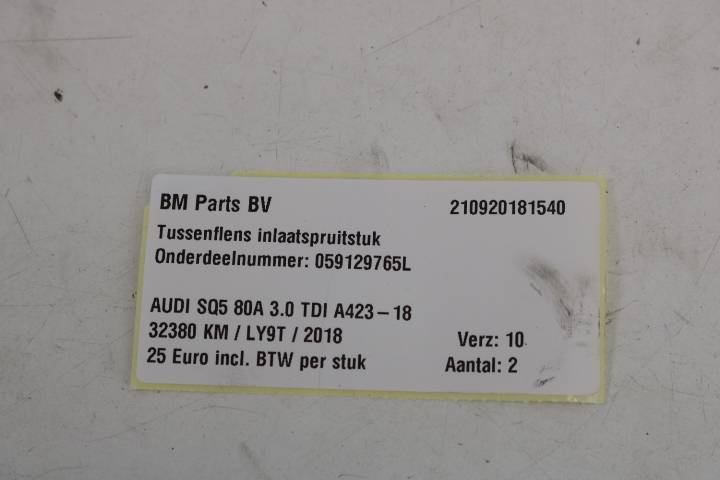 BM Parts BV 210920181540
Tussenflens inlaatspruitstuk
Onderdeelnummer: 059129765L
AUDI SQ5 80A 3.0 TDI A423-18
32380 KM / LY9T / 2018 Verz: 10
25 Euro incl. BTW per stuk Aantal: 2